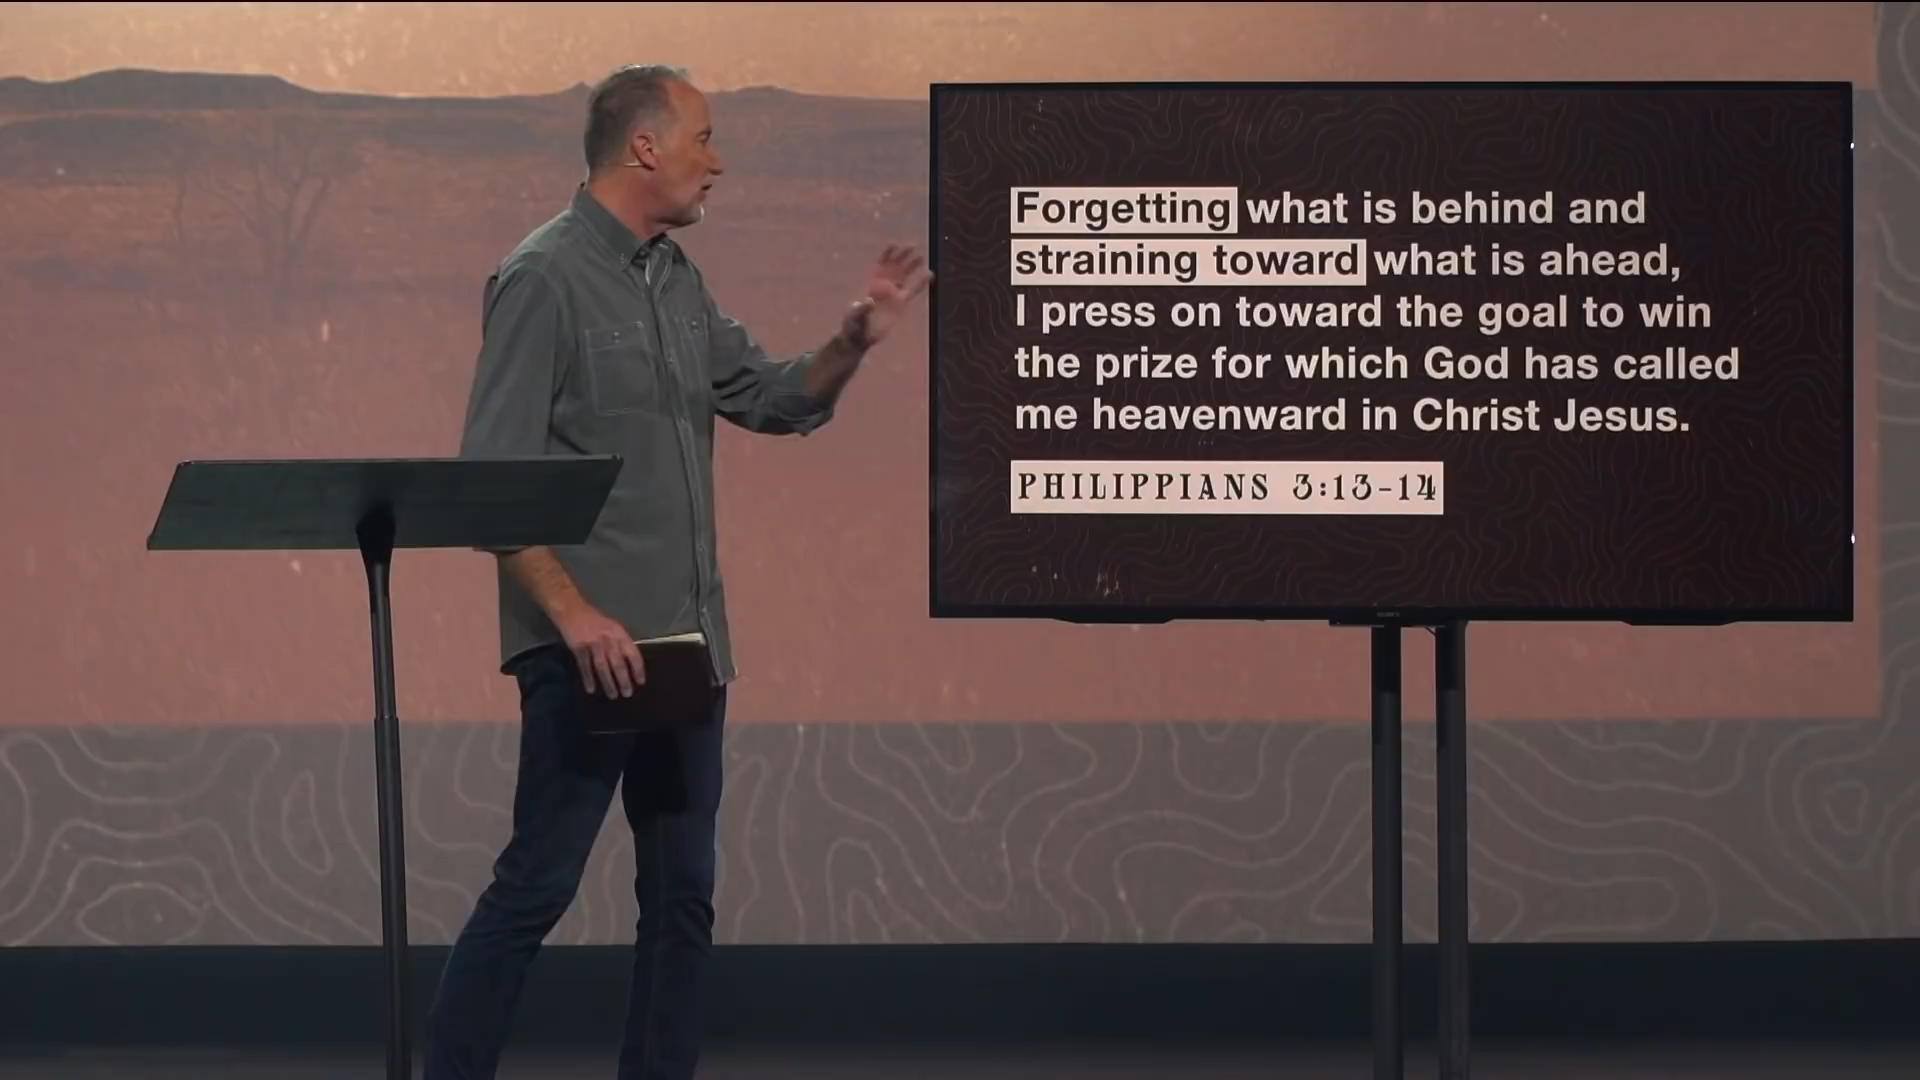 Forgetting what is behind and
straining toward what is ahead,
I press on toward the goal to win
the prize for which God has called
me heavenward in Christ Jesus.
PHILIPPIANS 3:13-14
SONY